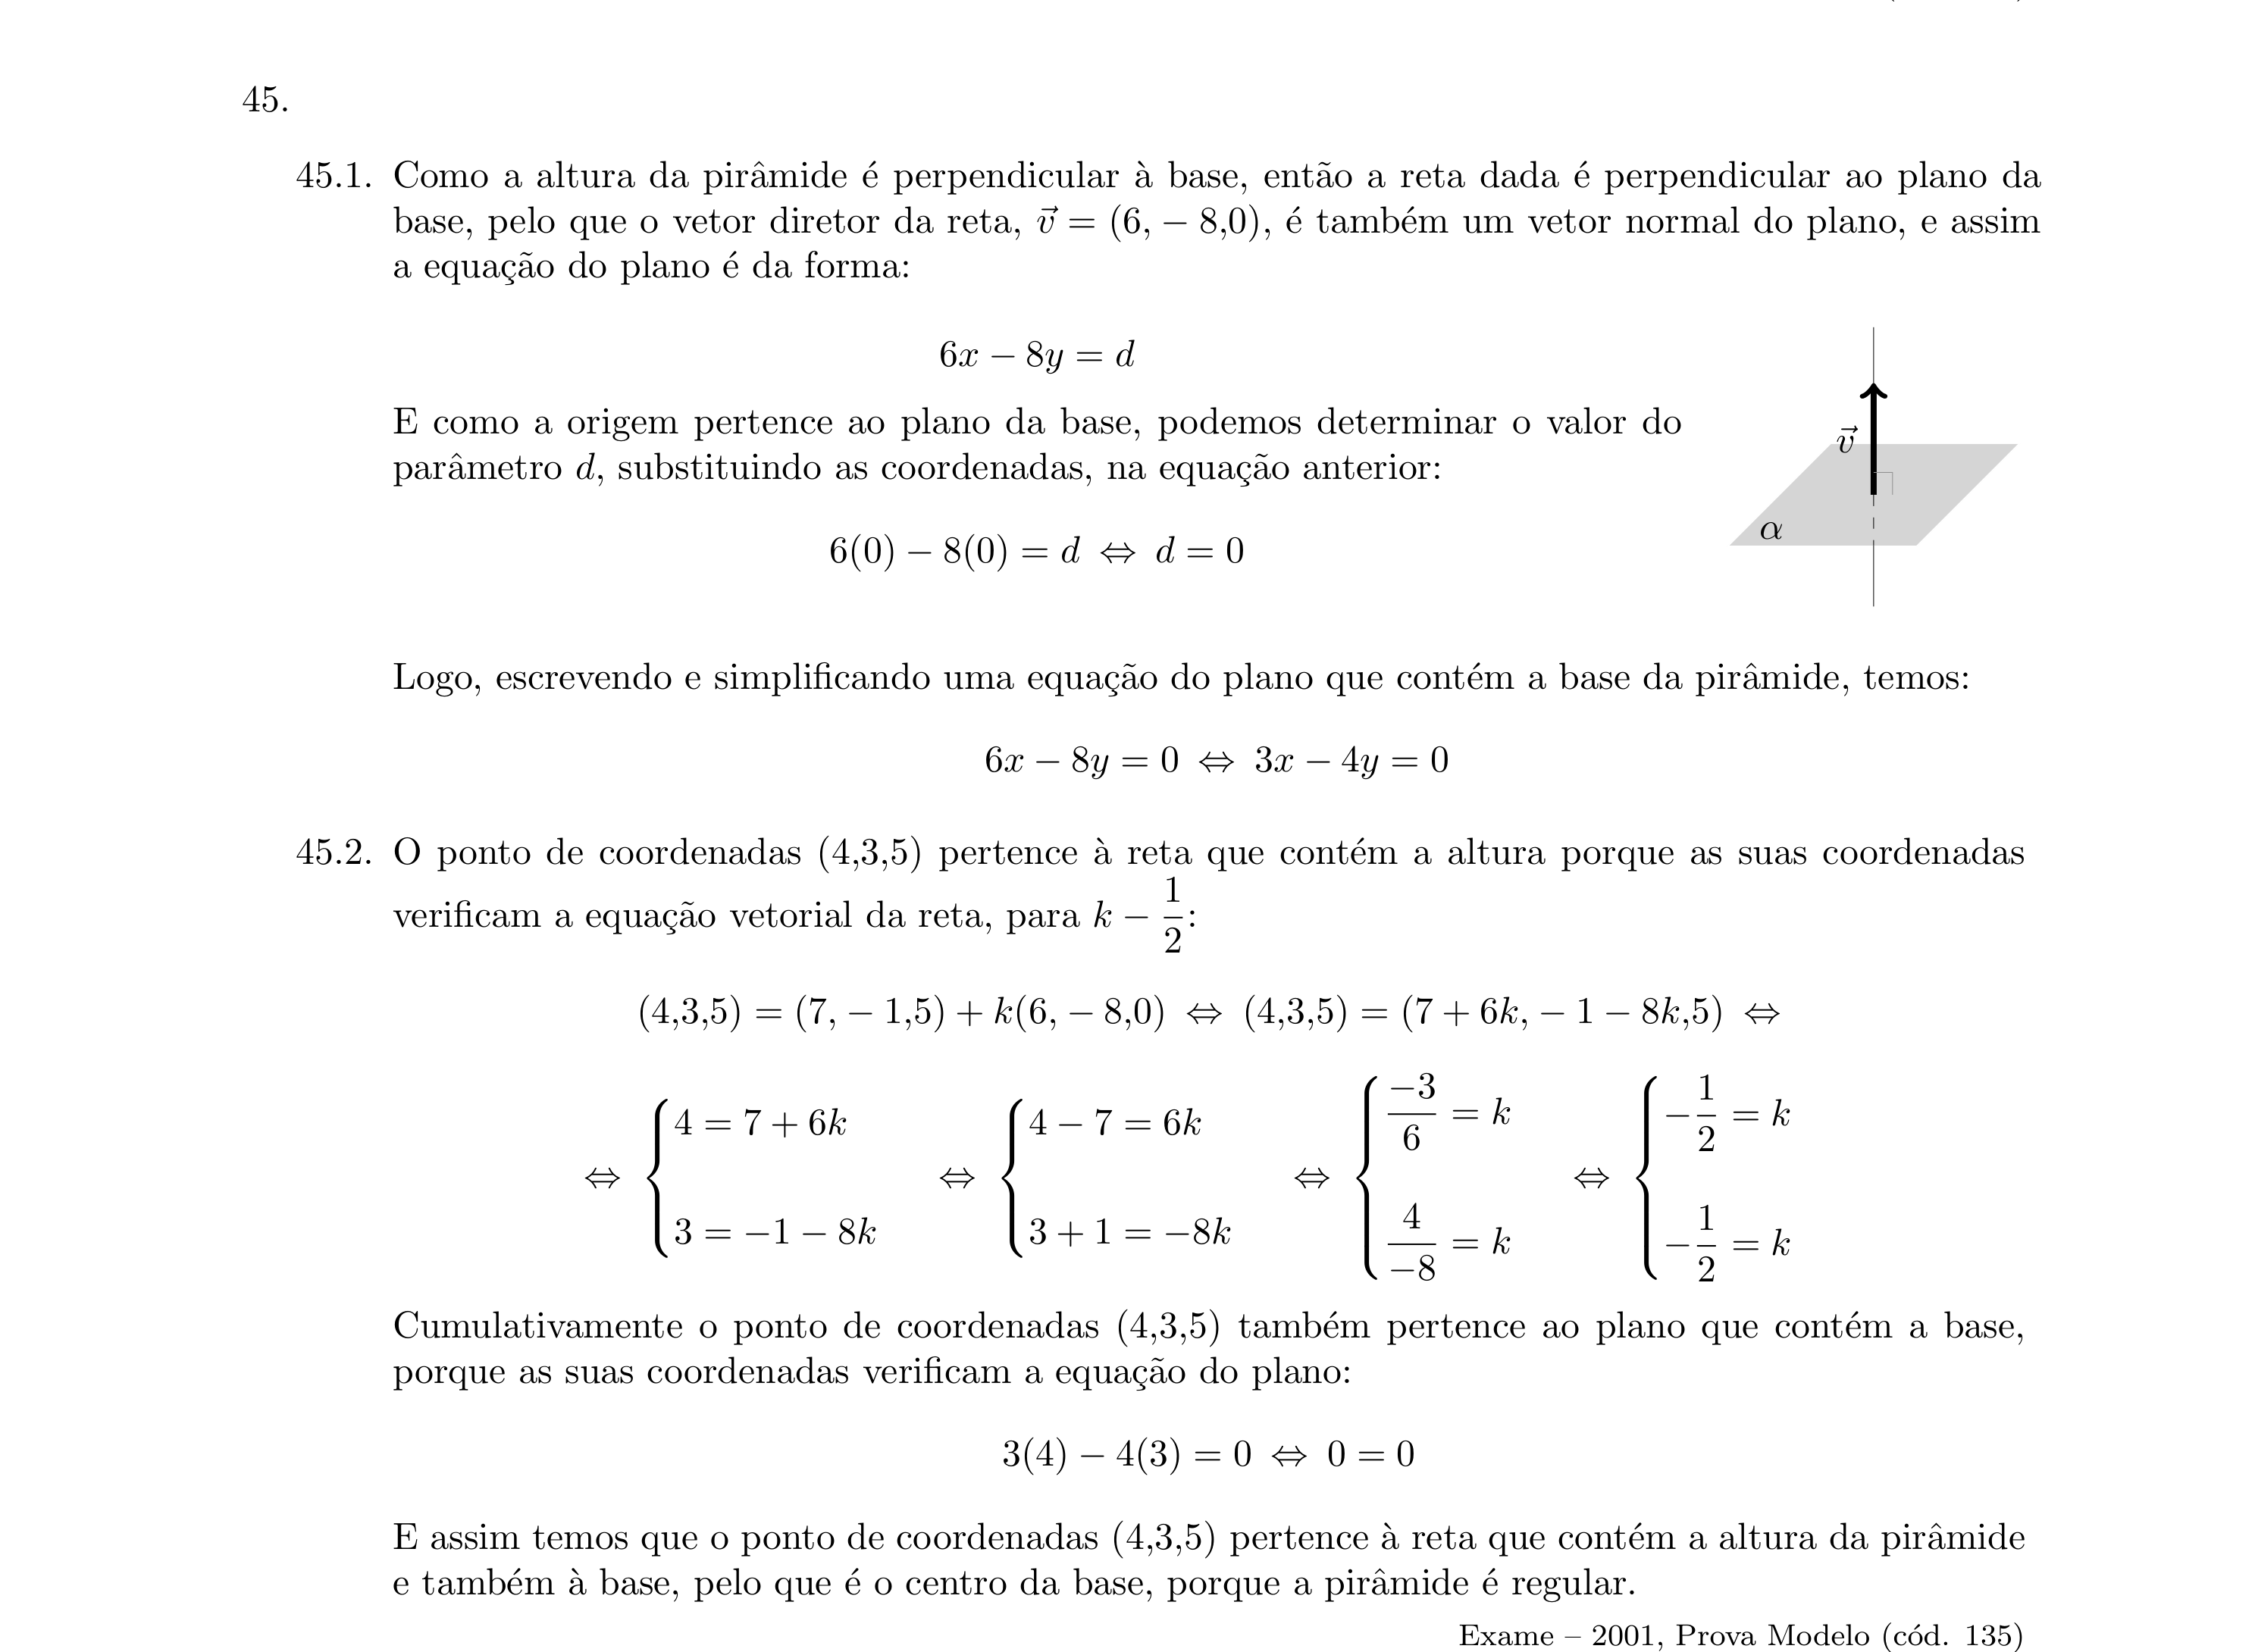 45.
45.1. Como a altura da pirâmide é perpendicular à base, então a reta dada é perpendicular ao plano da
base, pelo que o vetor diretor da reta, $\vec{v} = (6, -8,0)$, é também um vetor normal do plano, e assim
a equação do plano é da forma:
$6x - 8y = d$
E como a origem pertence ao plano da base, podemos determinar o valor do
parâmetro $d$, substituindo as coordenadas, na equação anterior:
$6(0) - 8(0) = d \Leftrightarrow d = 0$
$\vec{v}$
$\alpha$
Logo, escrevendo e simplificando uma equação do plano que contém a base da pirâmide, temos:
$6x - 8y = 0 \Leftrightarrow 3x - 4y = 0$
45.2. O ponto de coordenadas (4,3,5) pertence à reta que contém a altura porque as suas coordenadas
verificam a equação vetorial da reta, para $k - \frac{1}{2}$:
$(4,3,5) = (7, -1,5) + k(6, -8,0) \Leftrightarrow (4,3,5) = (7 + 6k, -1 - 8k,5) \Leftrightarrow$
$\Leftrightarrow \begin{cases} 4 = 7 + 6k \\ 3 = -1 - 8k \end{cases} \Leftrightarrow \begin{cases} 4 - 7 = 6k \\ 3 + 1 = -8k \end{cases} \Leftrightarrow \begin{cases} \frac{-3}{6} = k \\ \frac{4}{-8} = k \end{cases} \Leftrightarrow \begin{cases} -\frac{1}{2} = k \\ -\frac{1}{2} = k \end{cases}$
Cumulativamente o ponto de coordenadas (4,3,5) também pertence ao plano que contém a base,
porque as suas coordenadas verificam a equação do plano:
$3(4) - 4(3) = 0 \Leftrightarrow 0 = 0$
E assim temos que o ponto de coordenadas (4,3,5) pertence à reta que contém a altura da pirâmide
e também à base, pelo que é o centro da base, porque a pirâmide é regular.
Exame – 2001, Prova Modelo (cód. 135)